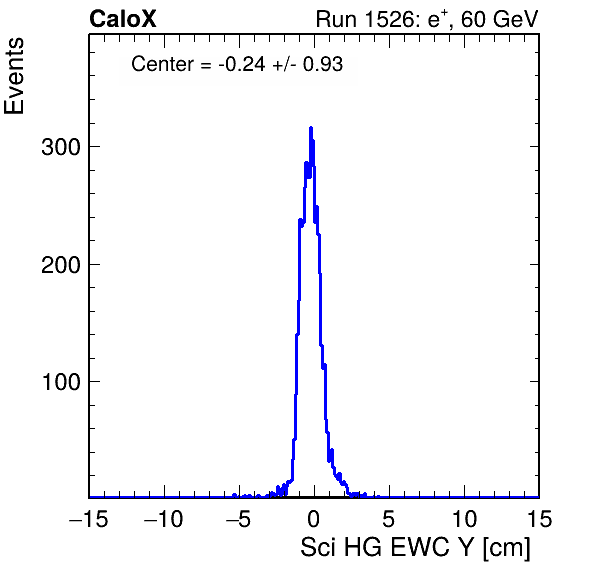 CaloX Run 1526: e⁺, 60 GeV
Center = -0.24 +/- 0.93
Events
300
200
100
−15 −10 −5 0 5 10 15
Sci HG EWC Y [cm]